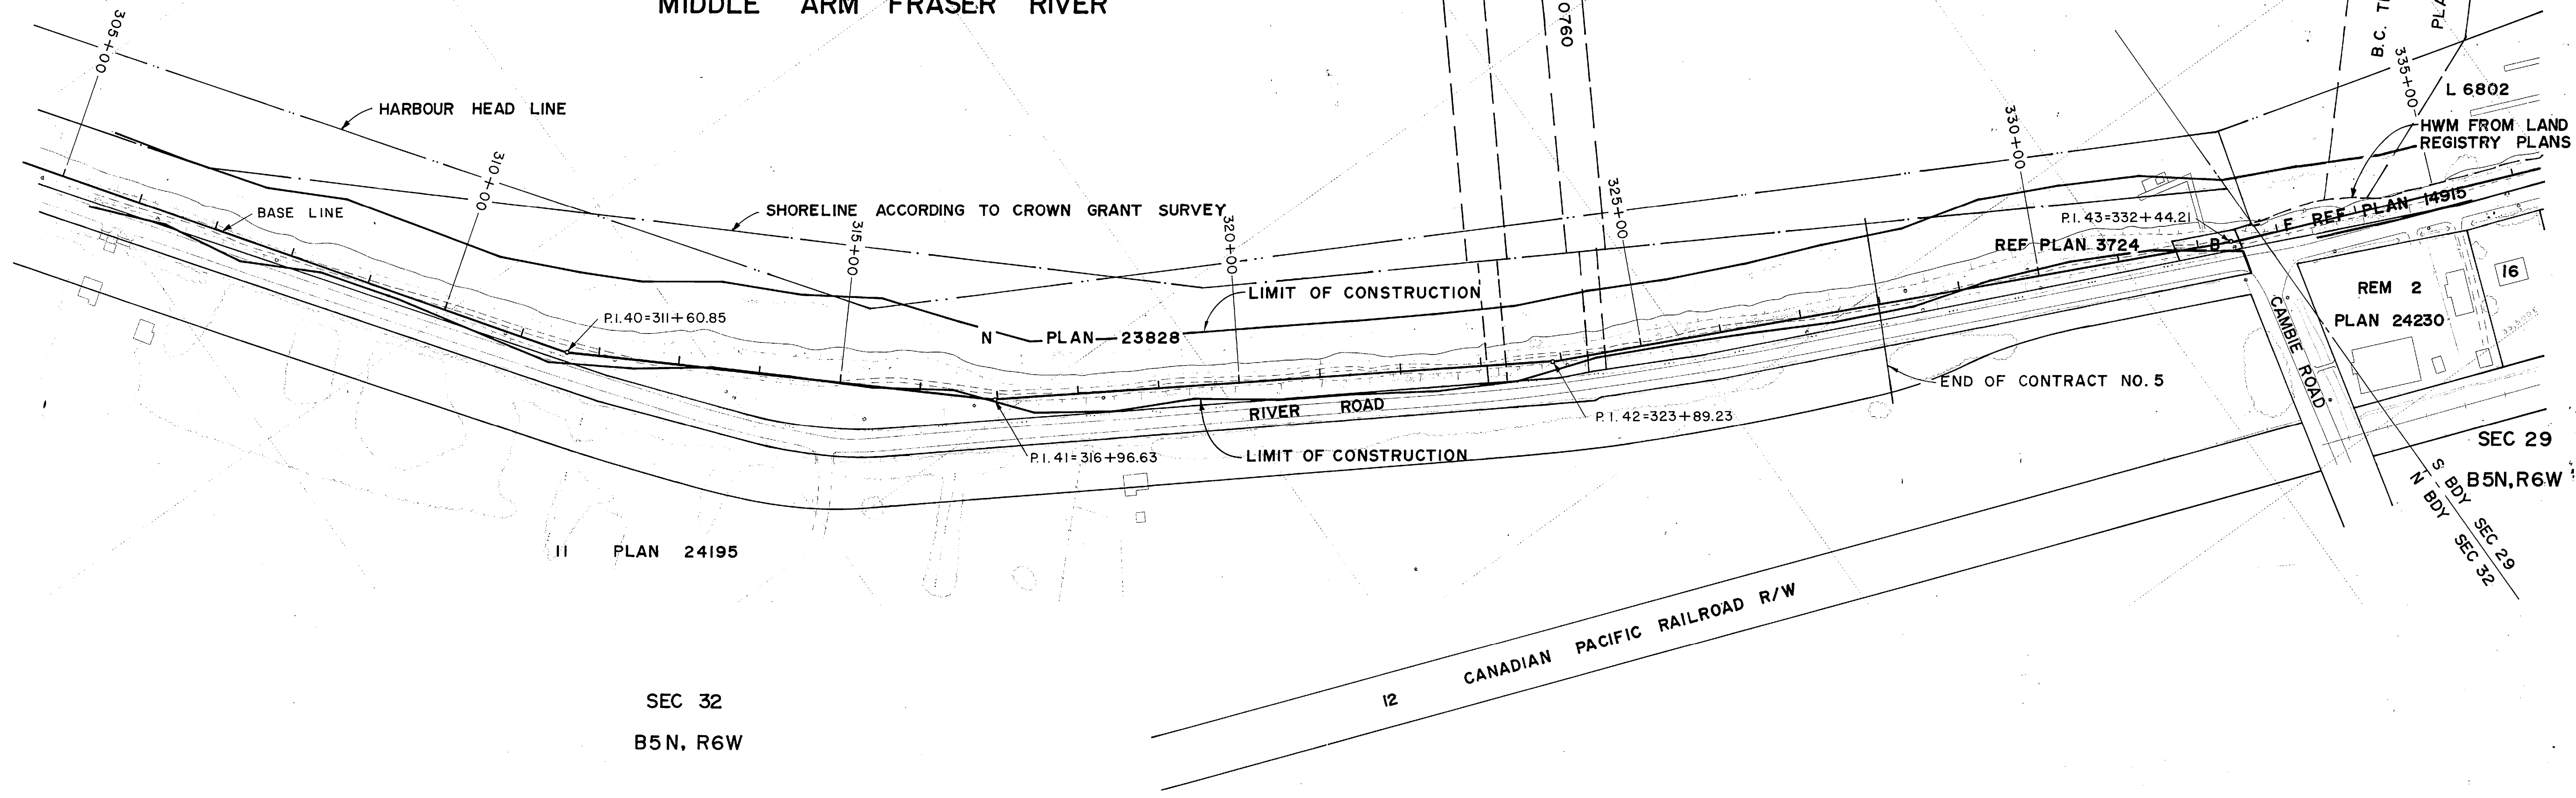 MIDDLE ARM FRASER RIVER
305+00
HARBOUR HEAD LINE
310+00
BASE LINE
SHORELINE ACCORDING TO CROWN GRANT SURVEY
315+00
320+00
325+00
330+00
335+00
0760
B.C.
L 6802
HWM FROM LAND
REGISTRY PLANS
P.I. 43=332+44.21
F REF PLAN 14915
REF PLAN 3724
B
LIMIT OF CONSTRUCTION
P.I. 40=311+60.85
N PLAN 23828
REM 2
PLAN 24230
16
CAMBIE ROAD
END OF CONTRACT NO. 5
RIVER ROAD
P.I. 42=323+89.23
P.I. 41=316+96.63
LIMIT OF CONSTRUCTION
SEC 29
B5N, R6W
S BDY SEC 29
N BDY SEC 32
11 PLAN 24195
CANADIAN PACIFIC RAILROAD R/W
12
SEC 32
B5N, R6W